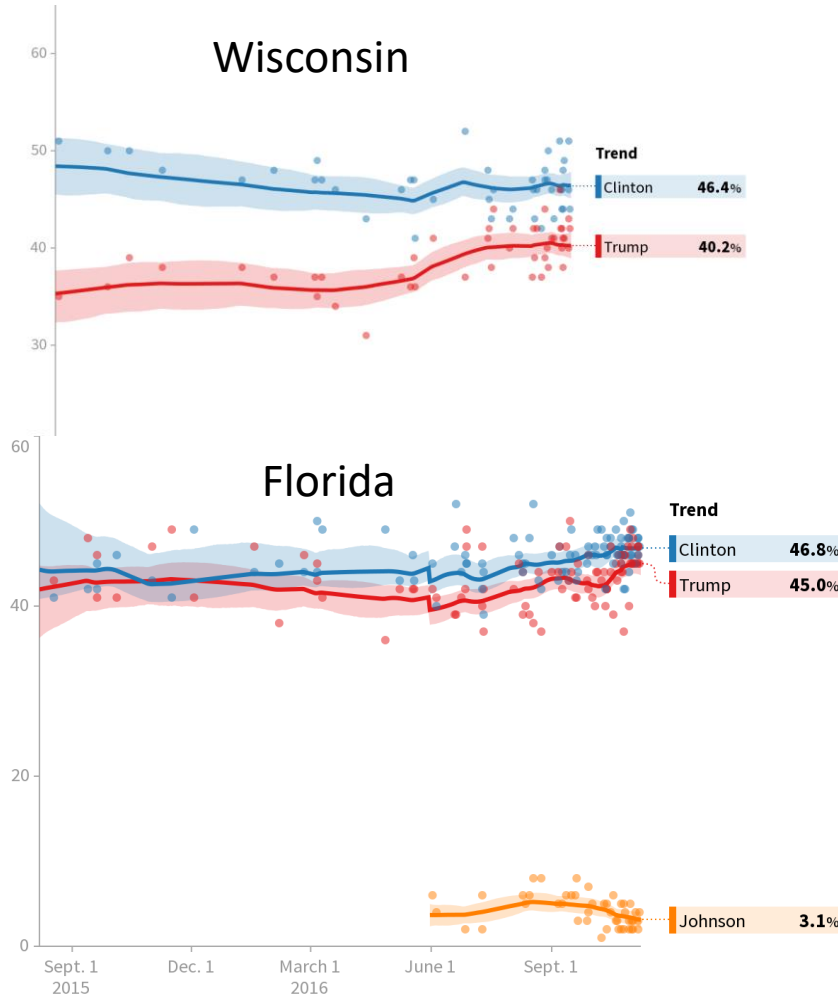 Wisconsin
60
50
40
30
Trend
Clinton 46.4%
Trump 40.2%
Florida
60
40
20
0
Trend
Clinton 46.8%
Trump 45.0%
Johnson 3.1%
Sept. 1 Dec. 1 March 1 June 1 Sept. 1
2015 2016